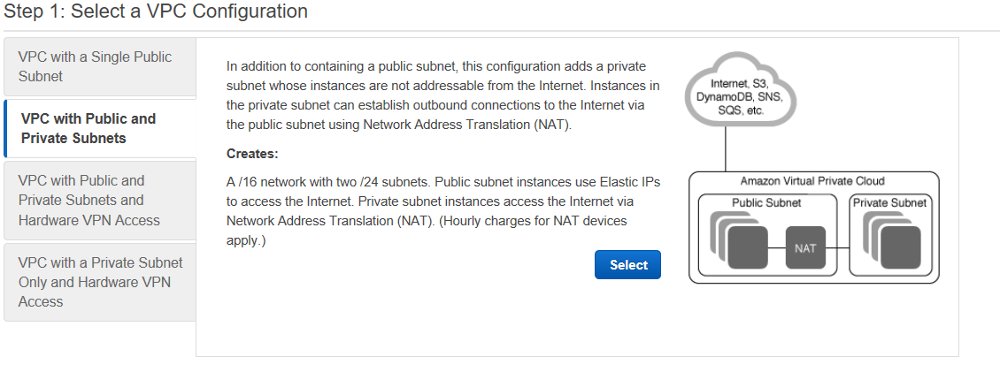 Step 1: Select a VPC Configuration
VPC with a Single Public
Subnet
VPC with Public and
Private Subnets
VPC with Public and
Private Subnets and
Hardware VPN Access
VPC with a Private Subnet
Only and Hardware VPN
Access
In addition to containing a public subnet, this configuration adds a private
subnet whose instances are not addressable from the Internet. Instances in
the private subnet can establish outbound connections to the Internet via
the public subnet using Network Address Translation (NAT).
Creates:
A /16 network with two /24 subnets. Public subnet instances use Elastic IPs
to access the Internet. Private subnet instances access the Internet via
Network Address Translation (NAT). (Hourly charges for NAT devices
apply.)
Select
Internet, S3,
DynamoDB, SNS,
SQS, etc.
Amazon Virtual Private Cloud
Public Subnet
Private Subnet
NAT